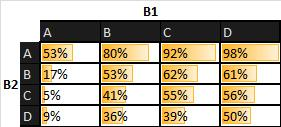 B1
A B C D
A 53% 80% 92% 98%
B 17% 53% 62% 61%
B2
C 5% 41% 55% 56%
D 9% 36% 39% 50%